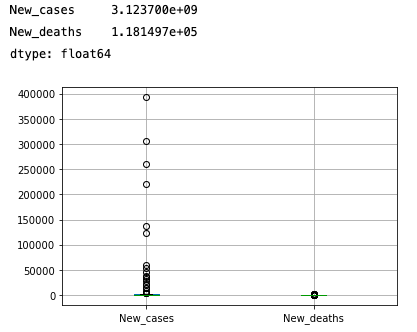 New_cases 3.123700e+09
New_deaths 1.181497e+05
dtype: float64
400000
350000
300000
250000
200000
150000
100000
50000
0
New_cases New_deaths